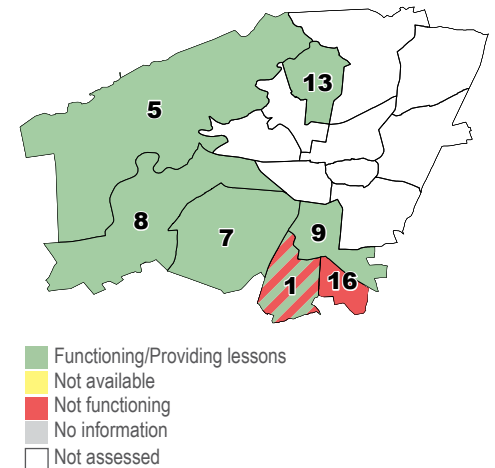 13
5
8
7
9
1
16
Functioning/Providing lessons
Not available
Not functioning
No information
Not assessed